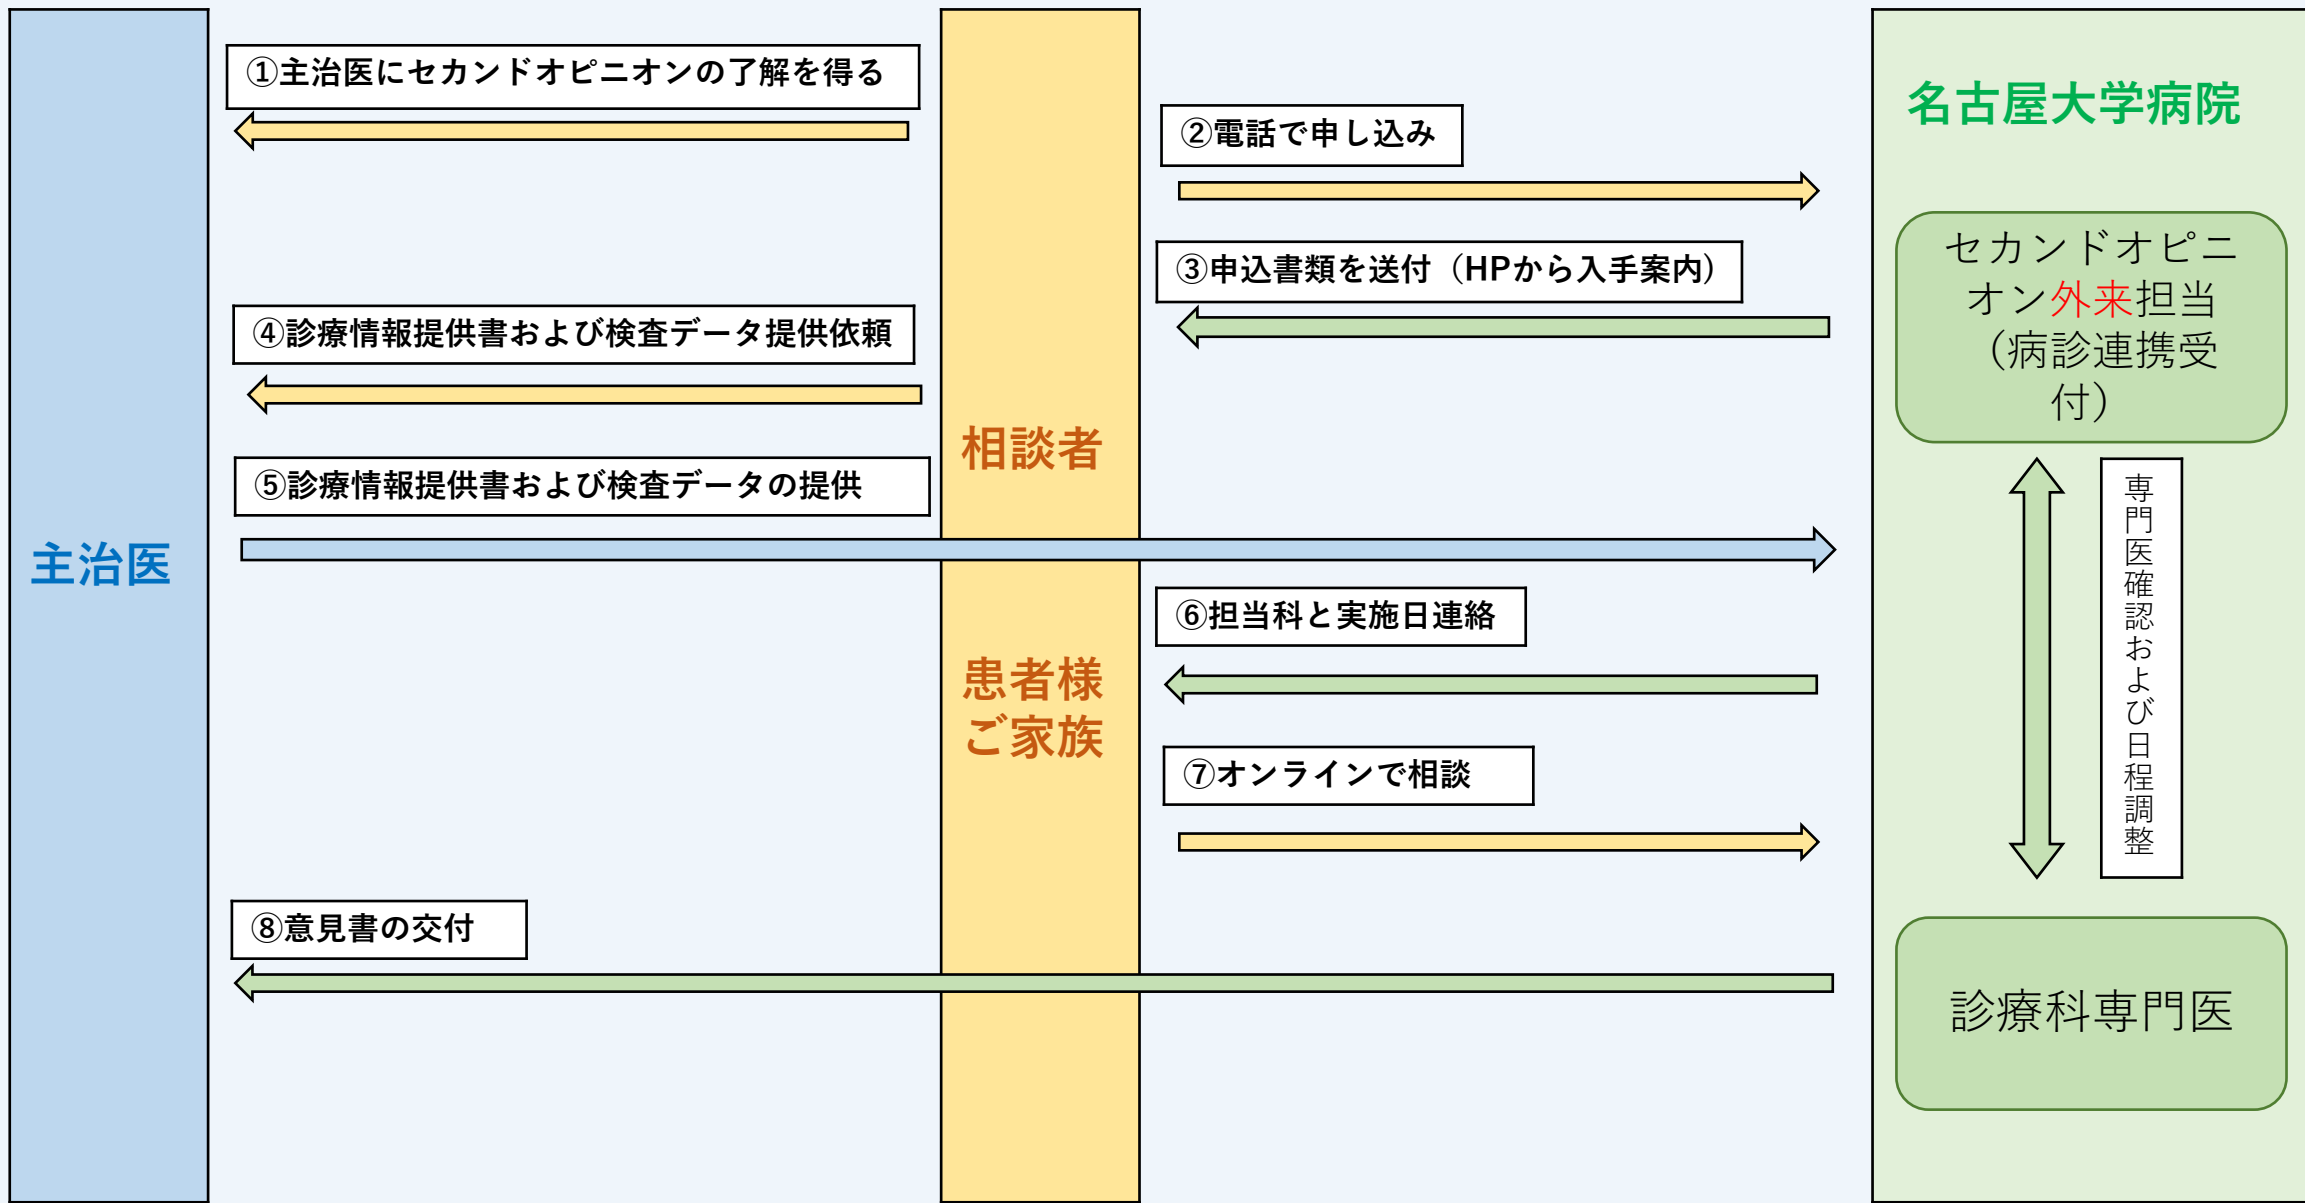 ①主治医にセカンドオピニオンの了解を得る
名古屋大学病院
②電話で申し込み
セカンドオピニ
オン外来担当
（病診連携受
付）
③申込書類を送付（HPから入手案内）
④診療情報提供書および検査データ提供依頼
相談者
⑤診療情報提供書および検査データの提供
専門医確認および日程調整
主治医
⑥担当科と実施日連絡
患者様
ご家族
⑦オンラインで相談
⑧意見書の交付
診療科専門医